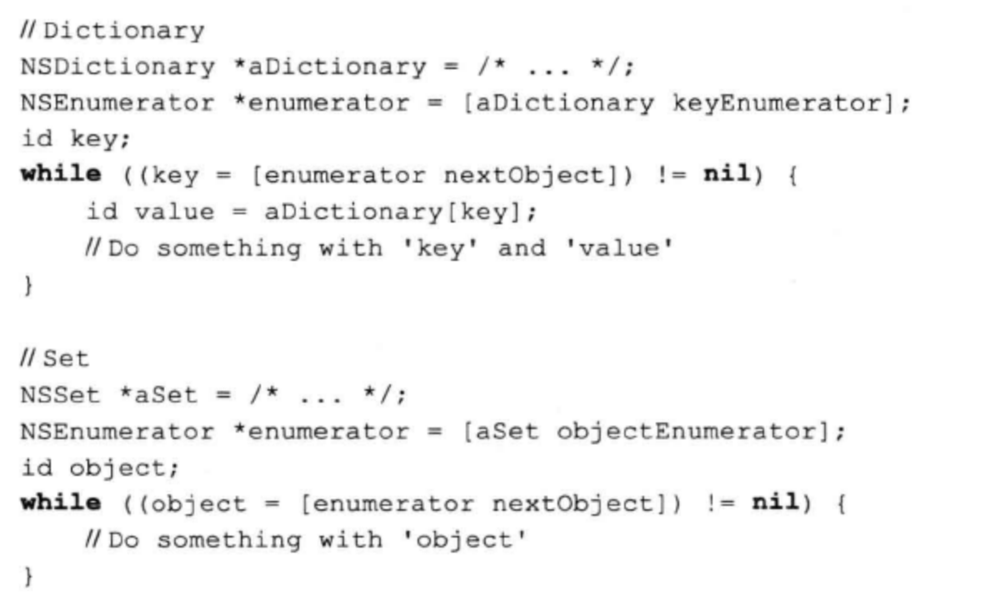 // Dictionary
NSDictionary *aDictionary = /* ... */;
NSEnumerator *enumerator = [aDictionary keyEnumerator];
id key;
while ((key = [enumerator nextObject]) != nil) {
    id value = aDictionary[key];
    // Do something with 'key' and 'value'
}

// Set
NSSet *aSet = /* ... */;
NSEnumerator *enumerator = [aSet objectEnumerator];
id object;
while ((object = [enumerator nextObject]) != nil) {
    // Do something with 'object'
}